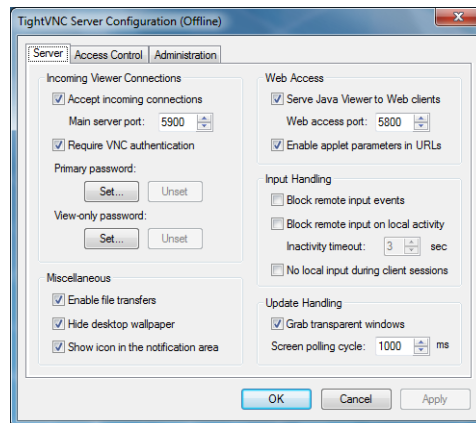 TightVNC Server Configuration (Offline)
Server
Access Control
Administration
Incoming Viewer Connections
Accept incoming connections
Main server port: 5900
Require VNC authentication
Primary password:
Set... Unset
View-only password:
Set... Unset
Miscellaneous
Enable file transfers
Hide desktop wallpaper
Show icon in the notification area
Web Access
Serve Java Viewer to Web clients
Web access port: 5800
Enable applet parameters in URLs
Input Handling
Block remote input events
Block remote input on local activity
Inactivity timeout: 3 sec
No local input during client sessions
Update Handling
Grab transparent windows
Screen polling cycle: 1000 ms
OK
Cancel
Apply